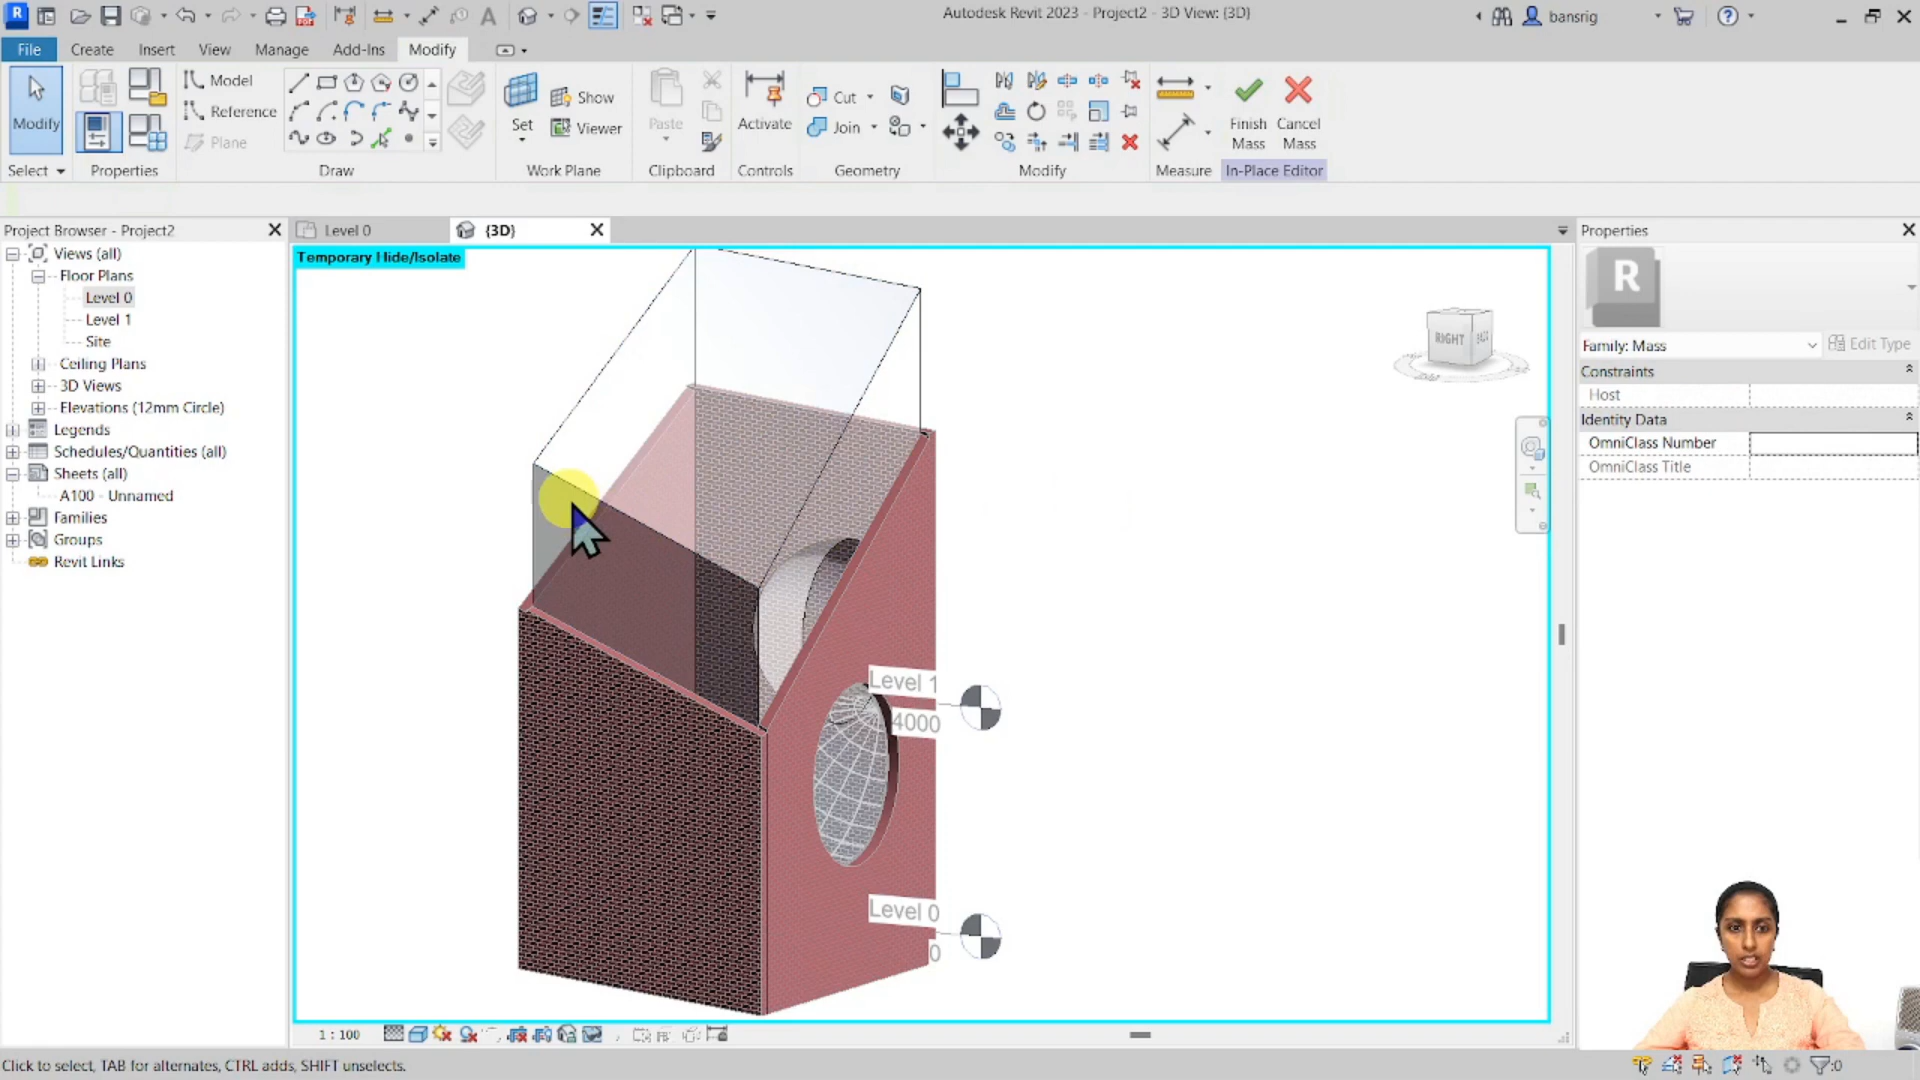 Autodesk Revit 2023 - Project2 - 3D View: {3D}
bansrig
File Create Insert View Manage Add-Ins Modify
Modify
Select
Properties
Model
Reference
Plane
Draw
Set
Show
Viewer
Work Plane
Paste
Clipboard
Activate
Controls
Cut
Join
Geometry
Modify
Measure
Finish Mass
Cancel Mass
In-Place Editor
Project Browser - Project2
Views (all)
Floor Plans
Level 0
Level 1
Site
Ceiling Plans
3D Views
Elevations (12mm Circle)
Legends
Schedules/Quantities (all)
Sheets (all)
A100 - Unnamed
Families
Groups
Revit Links
Level 0
{3D}
Temporary Hide/Isolate
RIGHT
Level 1
4000
Level 0
0
1 : 100
Properties
R
Family: Mass
Edit Type
Constraints
Host
Identity Data
OmniClass Number
OmniClass Title
Click to select, TAB for alternates, CTRL adds, SHIFT unselects.
:0